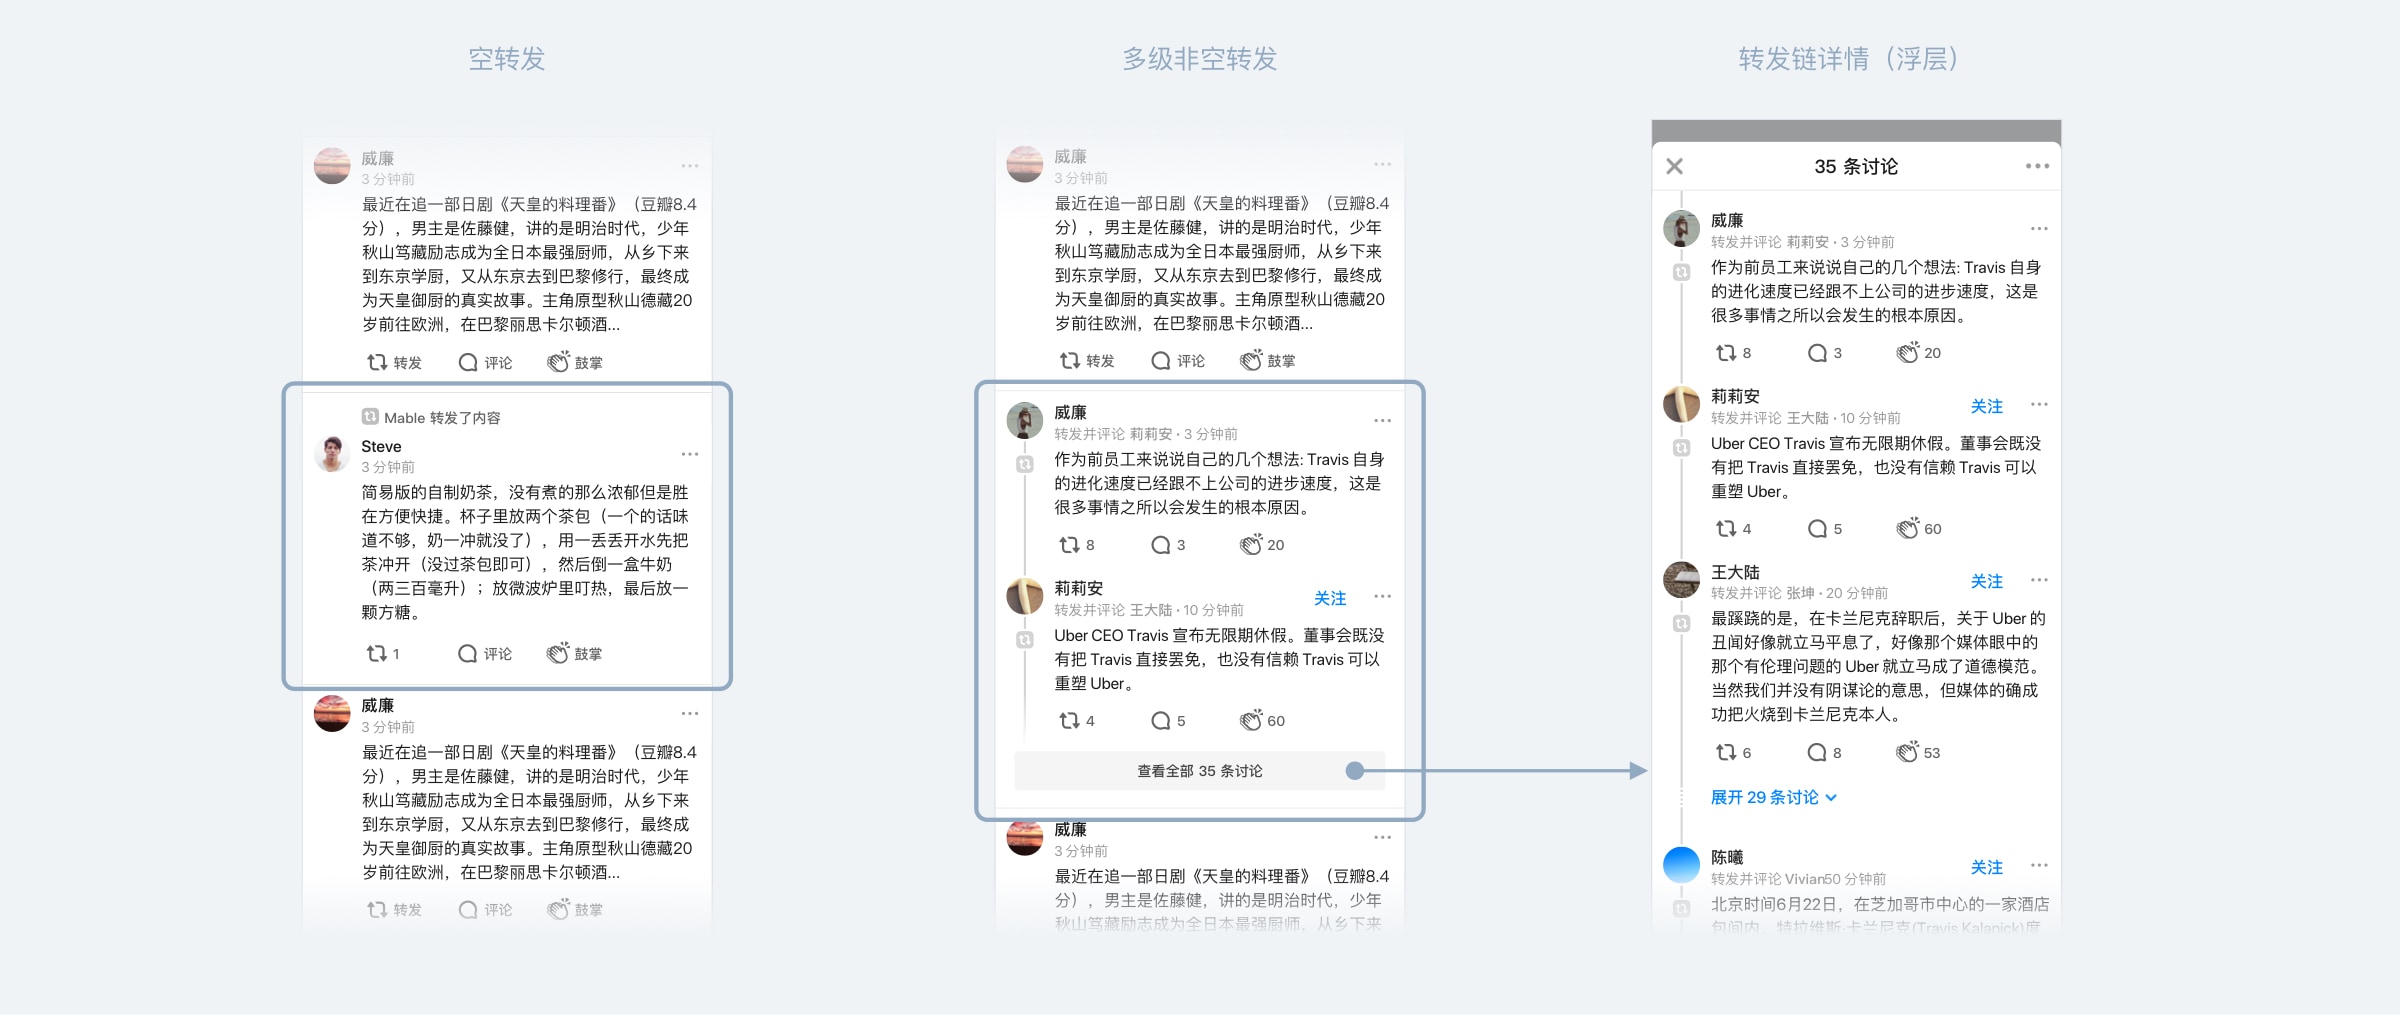 空转发
威廉
3 分钟前
最近在追一部日剧《天皇的料理番》（豆瓣8.4
分），男主是佐藤健，讲的是明治时代，少年
秋山笃藏励志成为全日本最强厨师，从乡下来
到东京学厨，又从东京去到巴黎修行，最终成
为天皇御厨的真实故事。主角原型秋山德藏20
岁前往欧洲，在巴黎丽思卡尔顿酒...
转发 评论 鼓掌
Mable 转发了内容
Steve
3 分钟前
简易版的自制奶茶，没有煮的那么浓郁但是胜
在方便快捷。杯子里放两个茶包（一个的话味
道不够，奶一冲就没了），用一丢丢开水先把
茶冲开（没过茶包即可），然后倒一盒牛奶
（两三百毫升）；放微波炉里叮热，最后放一
颗方糖。
1 评论 鼓掌
威廉
3 分钟前
最近在追一部日剧《天皇的料理番》（豆瓣8.4
分），男主是佐藤健，讲的是明治时代，少年
秋山笃藏励志成为全日本最强厨师，从乡下来
到东京学厨，又从东京去到巴黎修行，最终成
为天皇御厨的真实故事。主角原型秋山德藏20
岁前往欧洲，在巴黎丽思卡尔顿酒...
转发 评论 鼓掌
多级非空转发
威廉
3 分钟前
最近在追一部日剧《天皇的料理番》（豆瓣8.4
分），男主是佐藤健，讲的是明治时代，少年
秋山笃藏励志成为全日本最强厨师，从乡下来
到东京学厨，又从东京去到巴黎修行，最终成
为天皇御厨的真实故事。主角原型秋山德藏20
岁前往欧洲，在巴黎丽思卡尔顿酒...
转发 评论 鼓掌
威廉
转发并评论 莉莉安 · 3 分钟前
作为前员工来说说自己的几个想法: Travis 自身
的进化速度已经跟不上公司的进步速度，这是
很多事情之所以会发生的根本原因。
8 3 20
莉莉安
转发并评论 王大陆 · 10 分钟前
关注
Uber CEO Travis 宣布无限期休假。董事会既没
有把 Travis 直接罢免，也没有信赖 Travis 可以
重塑 Uber。
4 5 60
查看全部 35 条讨论
威廉
3 分钟前
最近在追一部日剧《天皇的料理番》（豆瓣8.4
分），男主是佐藤健，讲的是明治时代，少年
秋山笃藏励志成为全日本最强厨师，从乡下来
转发链详情（浮层）
35 条讨论
威廉
转发并评论 莉莉安 · 3 分钟前
作为前员工来说说自己的几个想法: Travis 自身
的进化速度已经跟不上公司的进步速度，这是
很多事情之所以会发生的根本原因。
8 3 20
莉莉安
转发并评论 王大陆 · 10 分钟前
关注
Uber CEO Travis 宣布无限期休假。董事会既没
有把 Travis 直接罢免，也没有信赖 Travis 可以
重塑 Uber。
4 5 60
王大陆
转发并评论 张坤 · 20 分钟前
关注
最蹊跷的是，在卡兰尼克辞职后，关于 Uber 的
丑闻好像就立马平息了，好像那个媒体眼中的
那个有伦理问题的 Uber 就立马成了道德模范。
当然我们并没有阴谋论的意思，但媒体的确成
功把火烧到卡兰尼克本人。
6 8 53
展开 29 条讨论
陈曦
转发并评论 Vivian50 分钟前
关注
北京时间6月22日，在芝加哥市中心的一家酒店
包间内，特拉维斯·卡兰尼克(Travis Kalanick)度